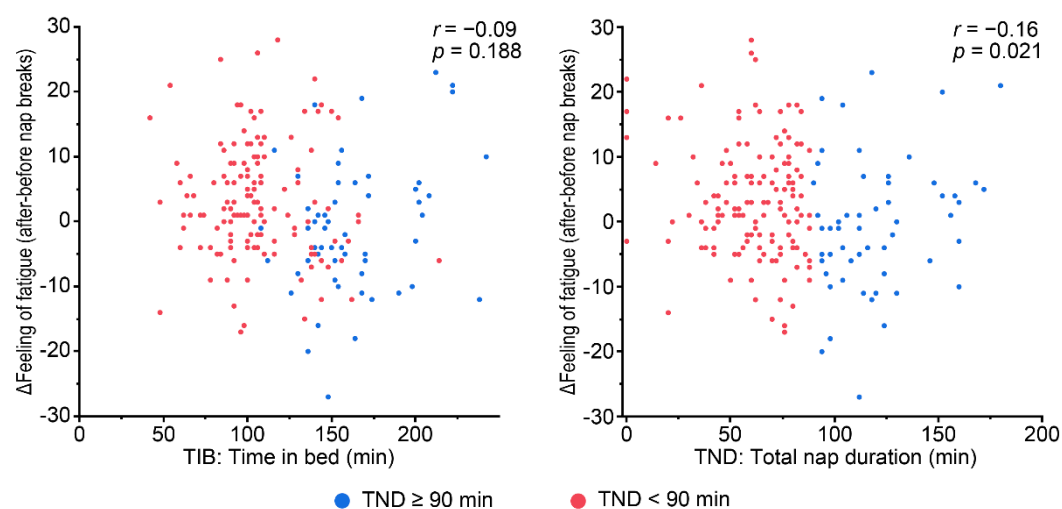 ΔFeeling of fatigue (after-before nap breaks)
30
20
10
0
-10
-20
-30
r = −0.09
p = 0.188
0
50
100
150
200
TIB: Time in bed (min)
ΔFeeling of fatigue (after-before nap breaks)
30
20
10
0
-10
-20
-30
r = −0.16
p = 0.021
0
50
100
150
200
TND: Total nap duration (min)
TND ≥ 90 min
TND < 90 min